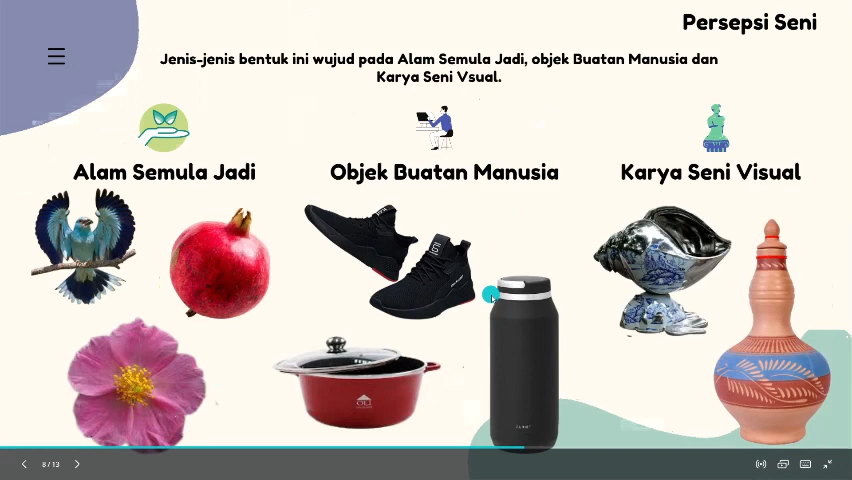 Persepsi Seni
Jenis-jenis bentuk ini wujud pada Alam Semula Jadi, objek Buatan Manusia dan
Karya Seni Vsual.
Alam Semula Jadi
Objek Buatan Manusia
Karya Seni Visual
8 / 13